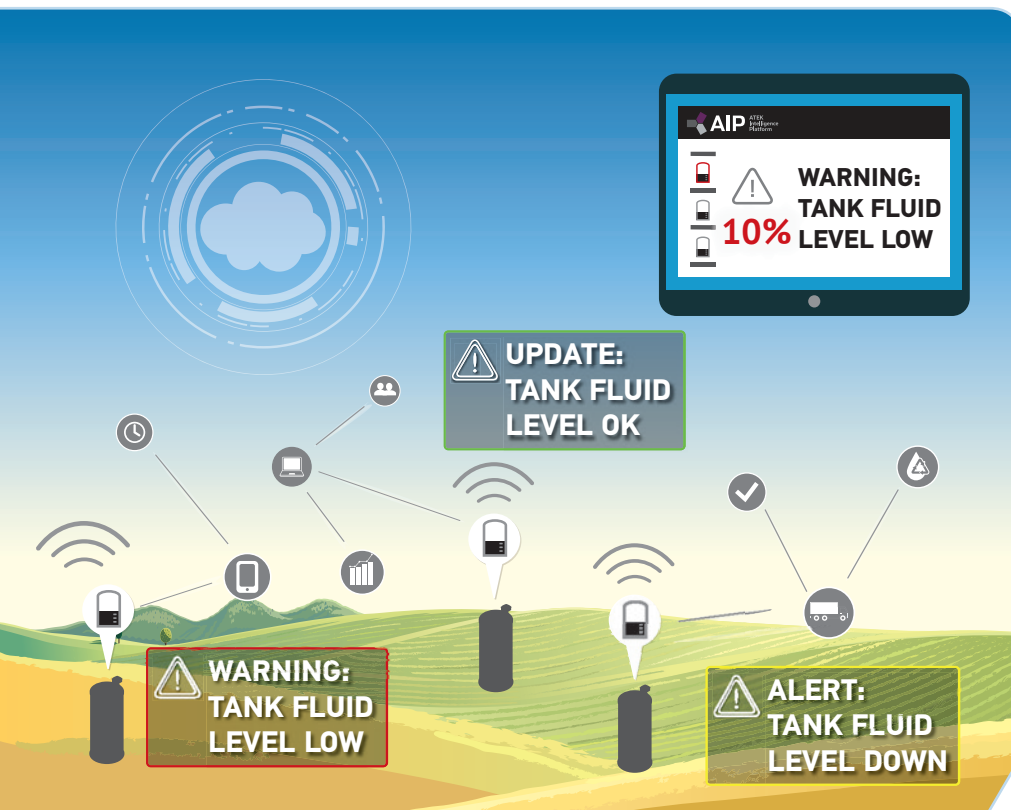 AIP ATEK
Intelligence
Platform
WARNING:
TANK FLUID
10% LEVEL LOW
UPDATE:
TANK FLUID
LEVEL OK
WARNING:
TANK FLUID
LEVEL LOW
ALERT:
TANK FLUID
LEVEL DOWN